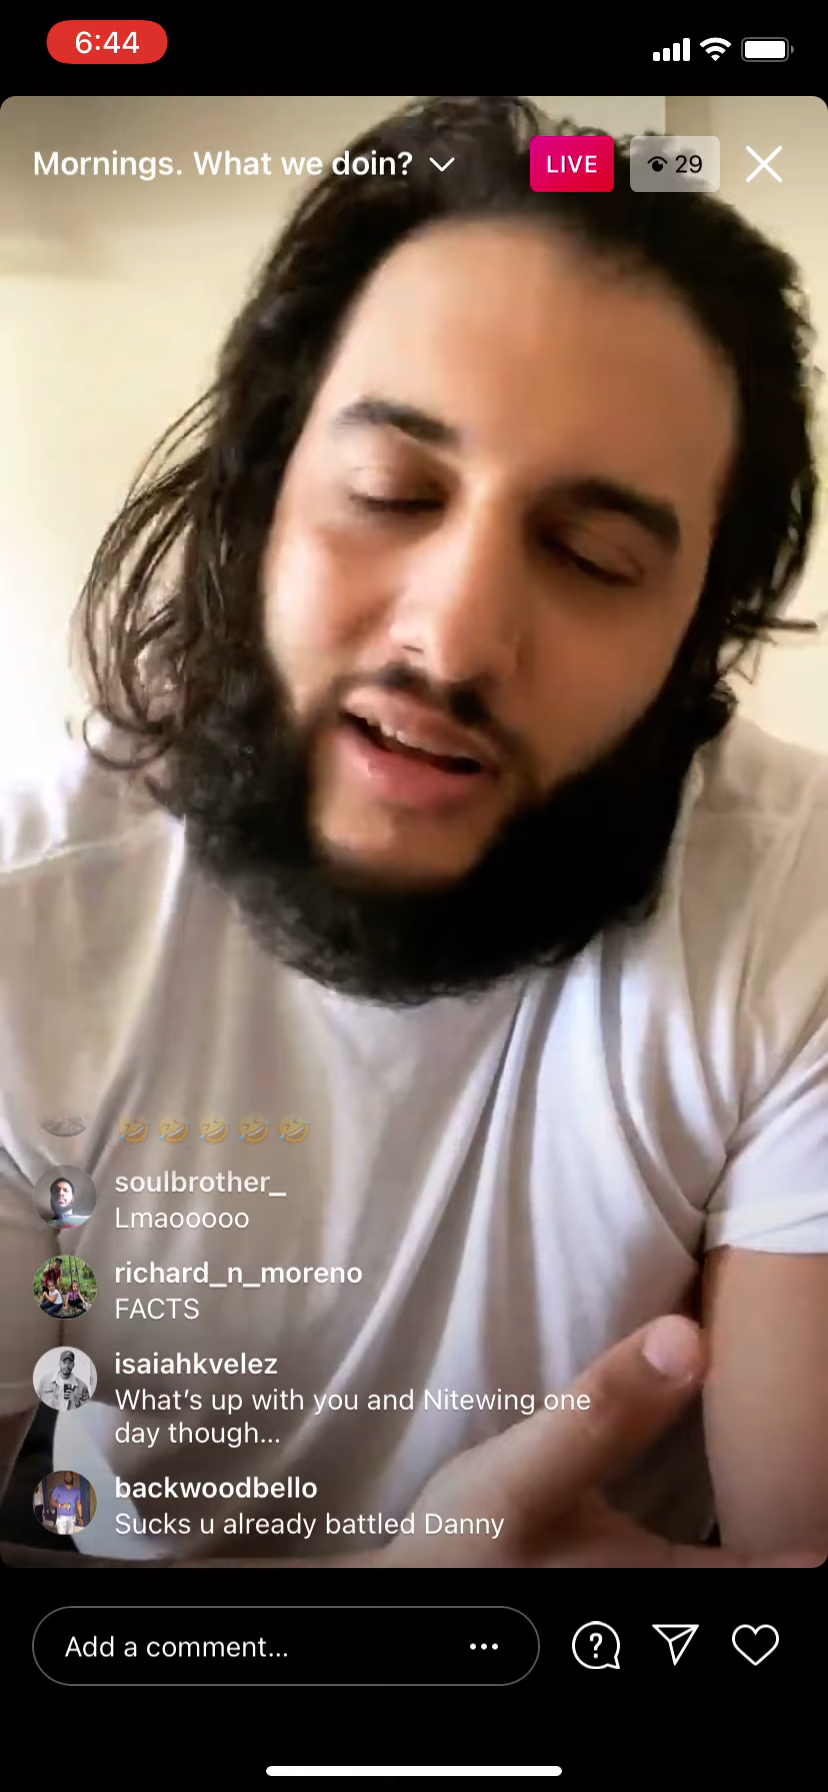 6:44
Mornings. What we doin?
LIVE
29
🤣🤣🤣🤣🤣
soulbrother_
Lmaooooo
richard_n_moreno
FACTS
isaiahkvelez
What's up with you and Nitewing one
day though...
backwoodbello
Sucks u already battled Danny
Add a comment...